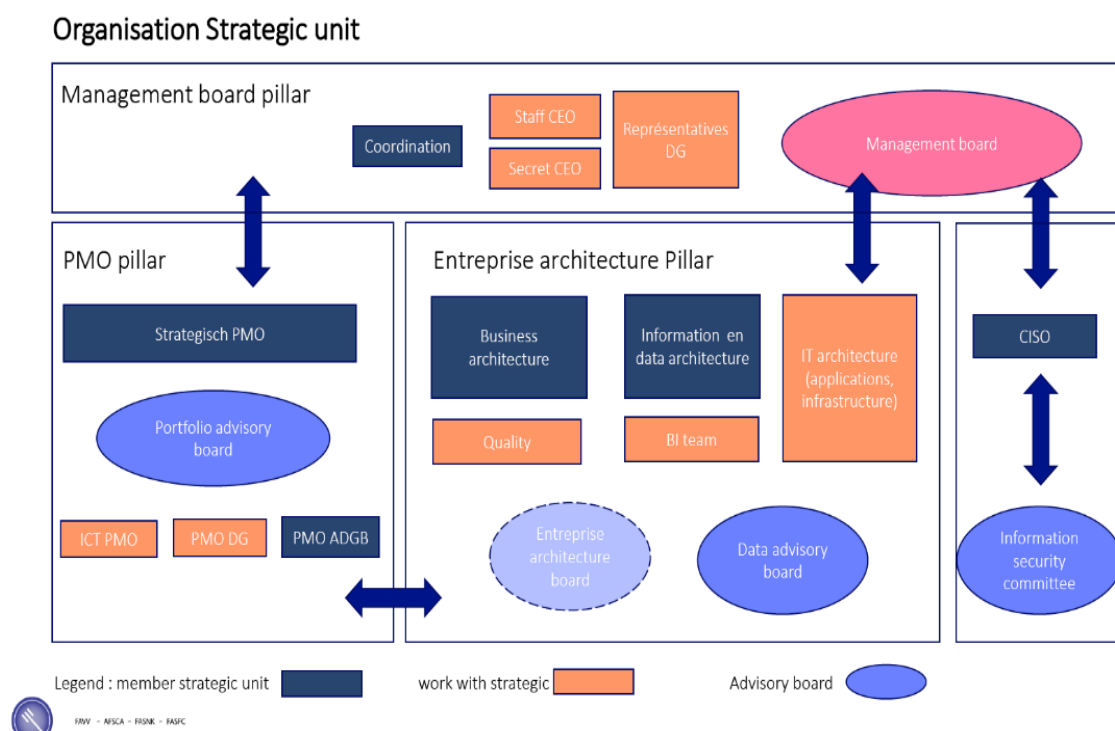 Organisation Strategic unit
Management board pillar
Coordination
Staff CEO
Secret CEO
Représentatives
DG
Management board
PMO pillar
Strategisch PMO
Portfolio advisory
board
ICT PMO
PMO DG
PMO ADGB
Entreprise architecture Pillar
Business
architecture
Information en
data architecture
IT architecture
(applications,
infrastructure)
Quality
BI team
Entreprise
architecture
board
Data advisory
board
CISO
Information
security
committee
Legend : member strategic unit
work with strategic
Advisory board
FAVV - AFSCA - FASNK - FASFC